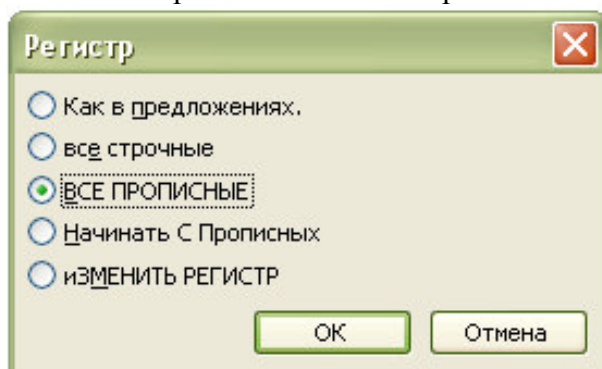 Регистр
Как в предложениях.
все строчные
ВСЕ ПРОПИСНЫЕ
Начинать С Прописных
иЗМЕНИТЬ РЕГИСТР
ОК Отмена